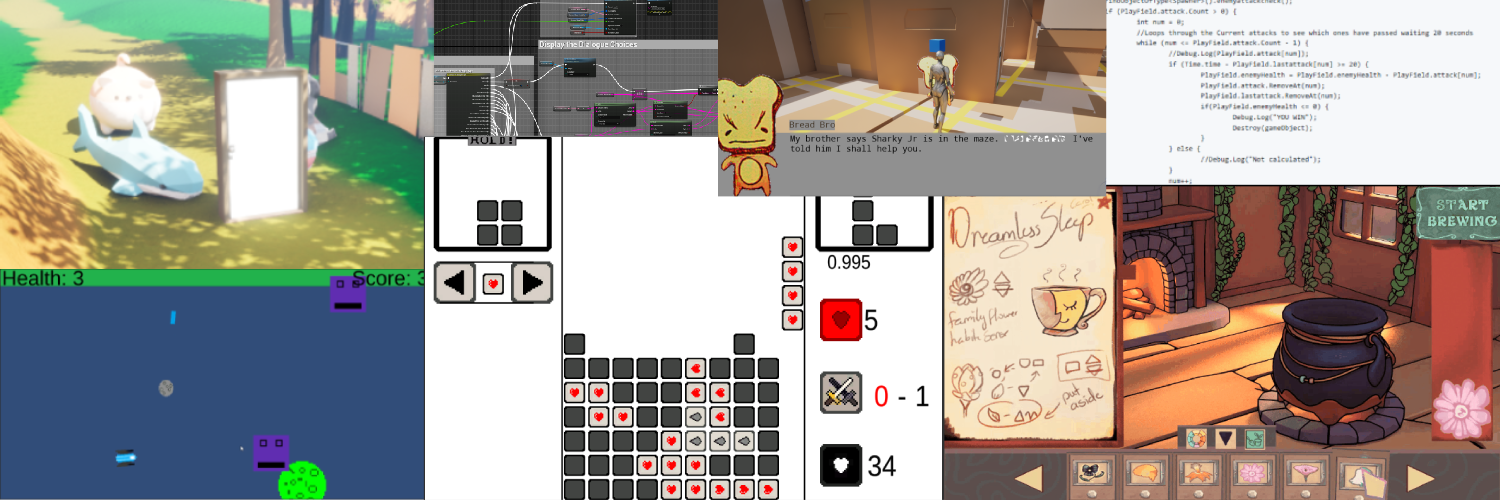 Display the Dialogue Choices
Bread Bro
My brother says Sharky Jr is in the maze. I've
told him I shall help you.
if (PlayField.attack.Count > 0) {
int num = 0;
//Loops through the Current attacks to see which ones have passed waiting 20 seconds
while (num <= PlayField.attack.Count - 1) {
//Debug.Log(PlayField.attack[num]);
if (Time.time - PlayField.lastattack[num] >= 20) {
PlayField.enemyHealth = PlayField.enemyHealth - PlayField.attack[num];
PlayField.attack.RemoveAt(num);
PlayField.lastattack.RemoveAt(num);
if(PlayField.enemyHealth <= 0) {
Debug.Log("YOU WIN");
Destroy(gameObject);
}
} else {
//Debug.Log("Not calculated");
}
num++;
HOLD!
0.995
5
0 - 1
34
Health: 3
Score: 3
Dreamless Sleep
family flower
put
aside
START
BREWING